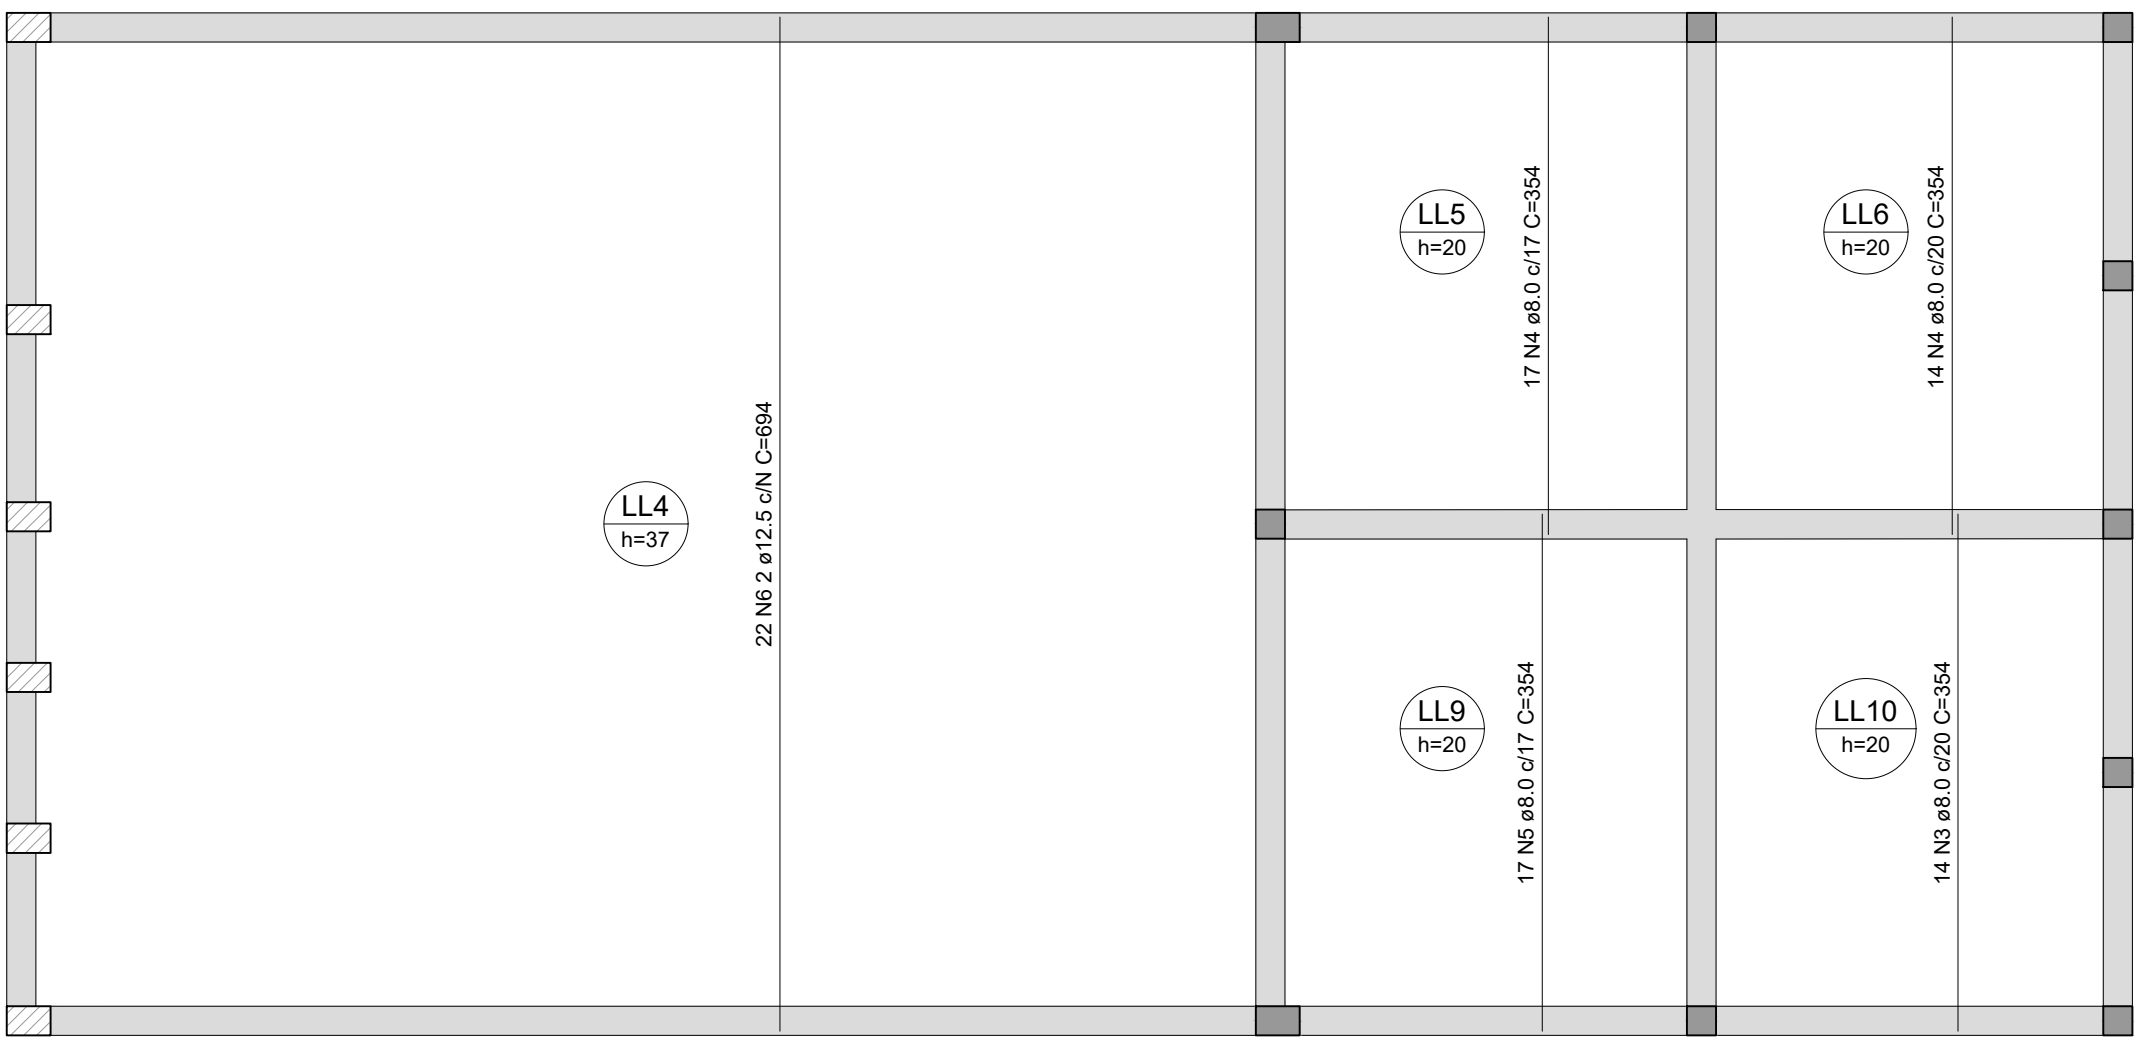 LL4
h=37
22 N6 2 ø12.5 c/N C=694
LL5
h=20
17 N4 ø8.0 c/17 C=354
LL6
h=20
14 N4 ø8.0 c/20 C=354
LL9
h=20
17 N5 ø8.0 c/17 C=354
LL10
h=20
14 N3 ø8.0 c/20 C=354